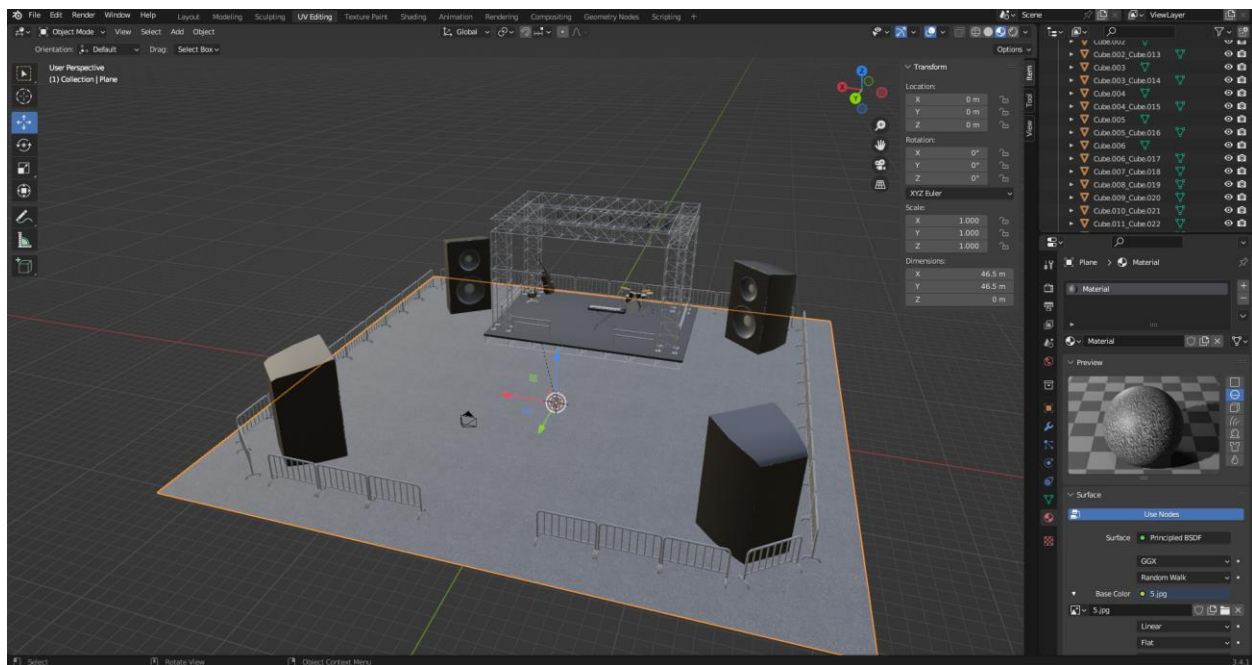 File Edit Render Window Help Layout Modeling Sculpting UV Editing Texture Paint Shading Animation Rendering Compositing Geometry Nodes Scripting + Scene ViewLayer
Object Mode View Select Add Object Global
Orientation: Default Drag: Select Box Options
User Perspective
(1) Collection | Plane
Transform
Location:
X 0 m
Y 0 m
Z 0 m
Rotation:
X 0°
Y 0°
Z 0°
XYZ Euler
Scale:
X 1.000
Y 1.000
Z 1.000
Dimensions:
X 46.5 m
Y 46.5 m
Z 0 m
Item
Tool
View
X
Y
Z
Cube.002
Cube.002_Cube.013
Cube.003
Cube.003_Cube.014
Cube.004
Cube.004_Cube.015
Cube.005
Cube.005_Cube.016
Cube.006
Cube.006_Cube.017
Cube.007_Cube.018
Cube.008_Cube.019
Cube.009_Cube.020
Cube.010_Cube.021
Cube.011_Cube.022
Plane > Material
Material
Material
Preview
Surface
Use Nodes
Surface Principled BSDF
GGX
Random Walk
Base Color 5.jpg
5.jpg
Linear
Flat
Select Rotate View Object Context Menu 3.4.1